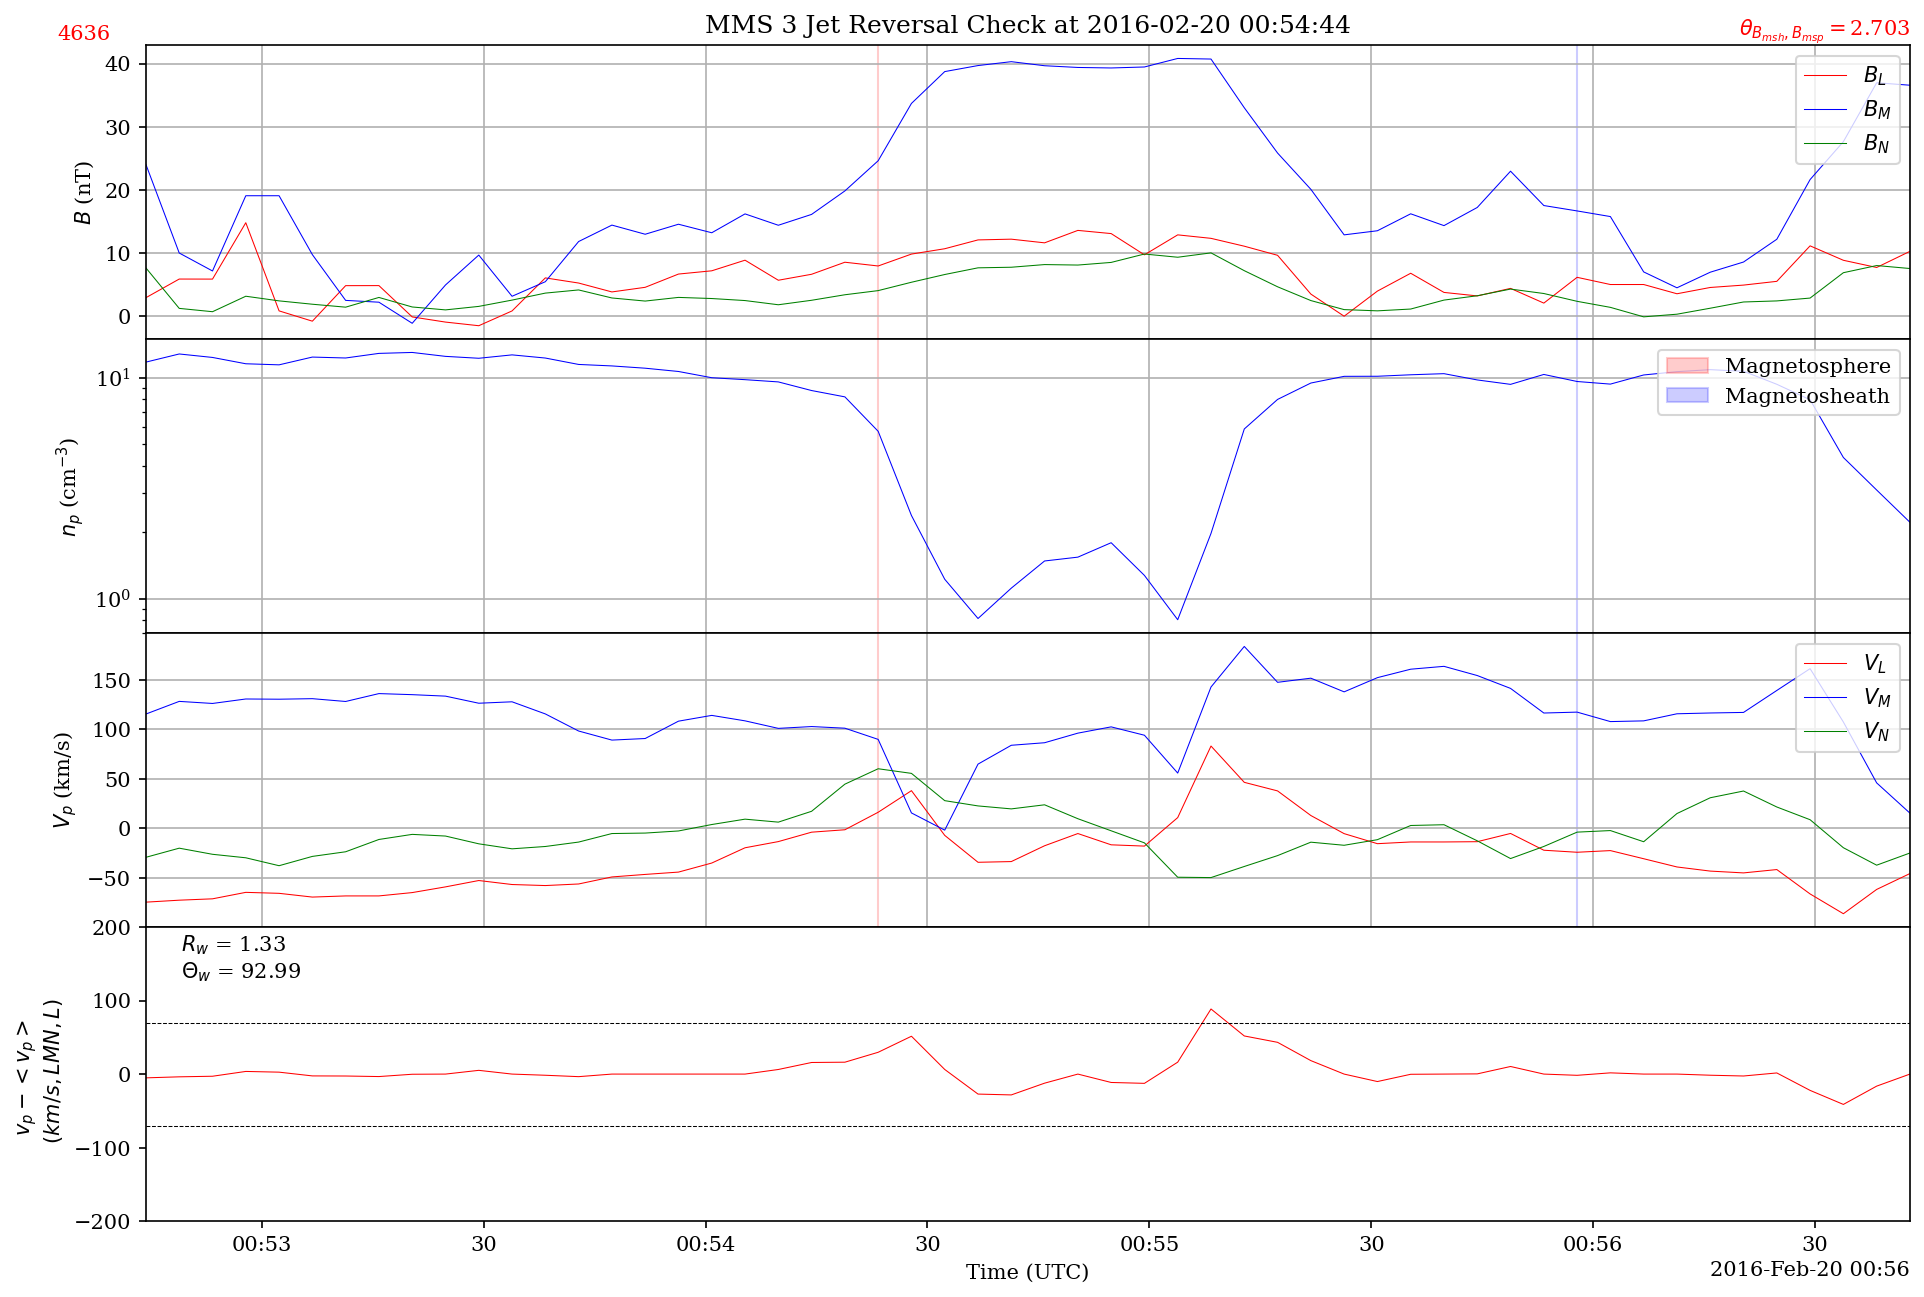 4636
MMS 3 Jet Reversal Check at 2016-02-20 00:54:44
θ_{B_{msh}, B_{msp}} = 2.703
B (nT)
40
30
20
10
0
B_L
B_M
B_N
n_p (cm^{−3})
10^1
10^0
Magnetosphere
Magnetosheath
V_p (km/s)
150
100
50
0
−50
V_L
V_M
V_N
v_p − < v_p >
(km/s, LMN, L)
200
100
0
−100
−200
R_w = 1.33
Θ_w = 92.99
00:53
30
00:54
30
00:55
30
00:56
30
Time (UTC)
2016-Feb-20 00:56